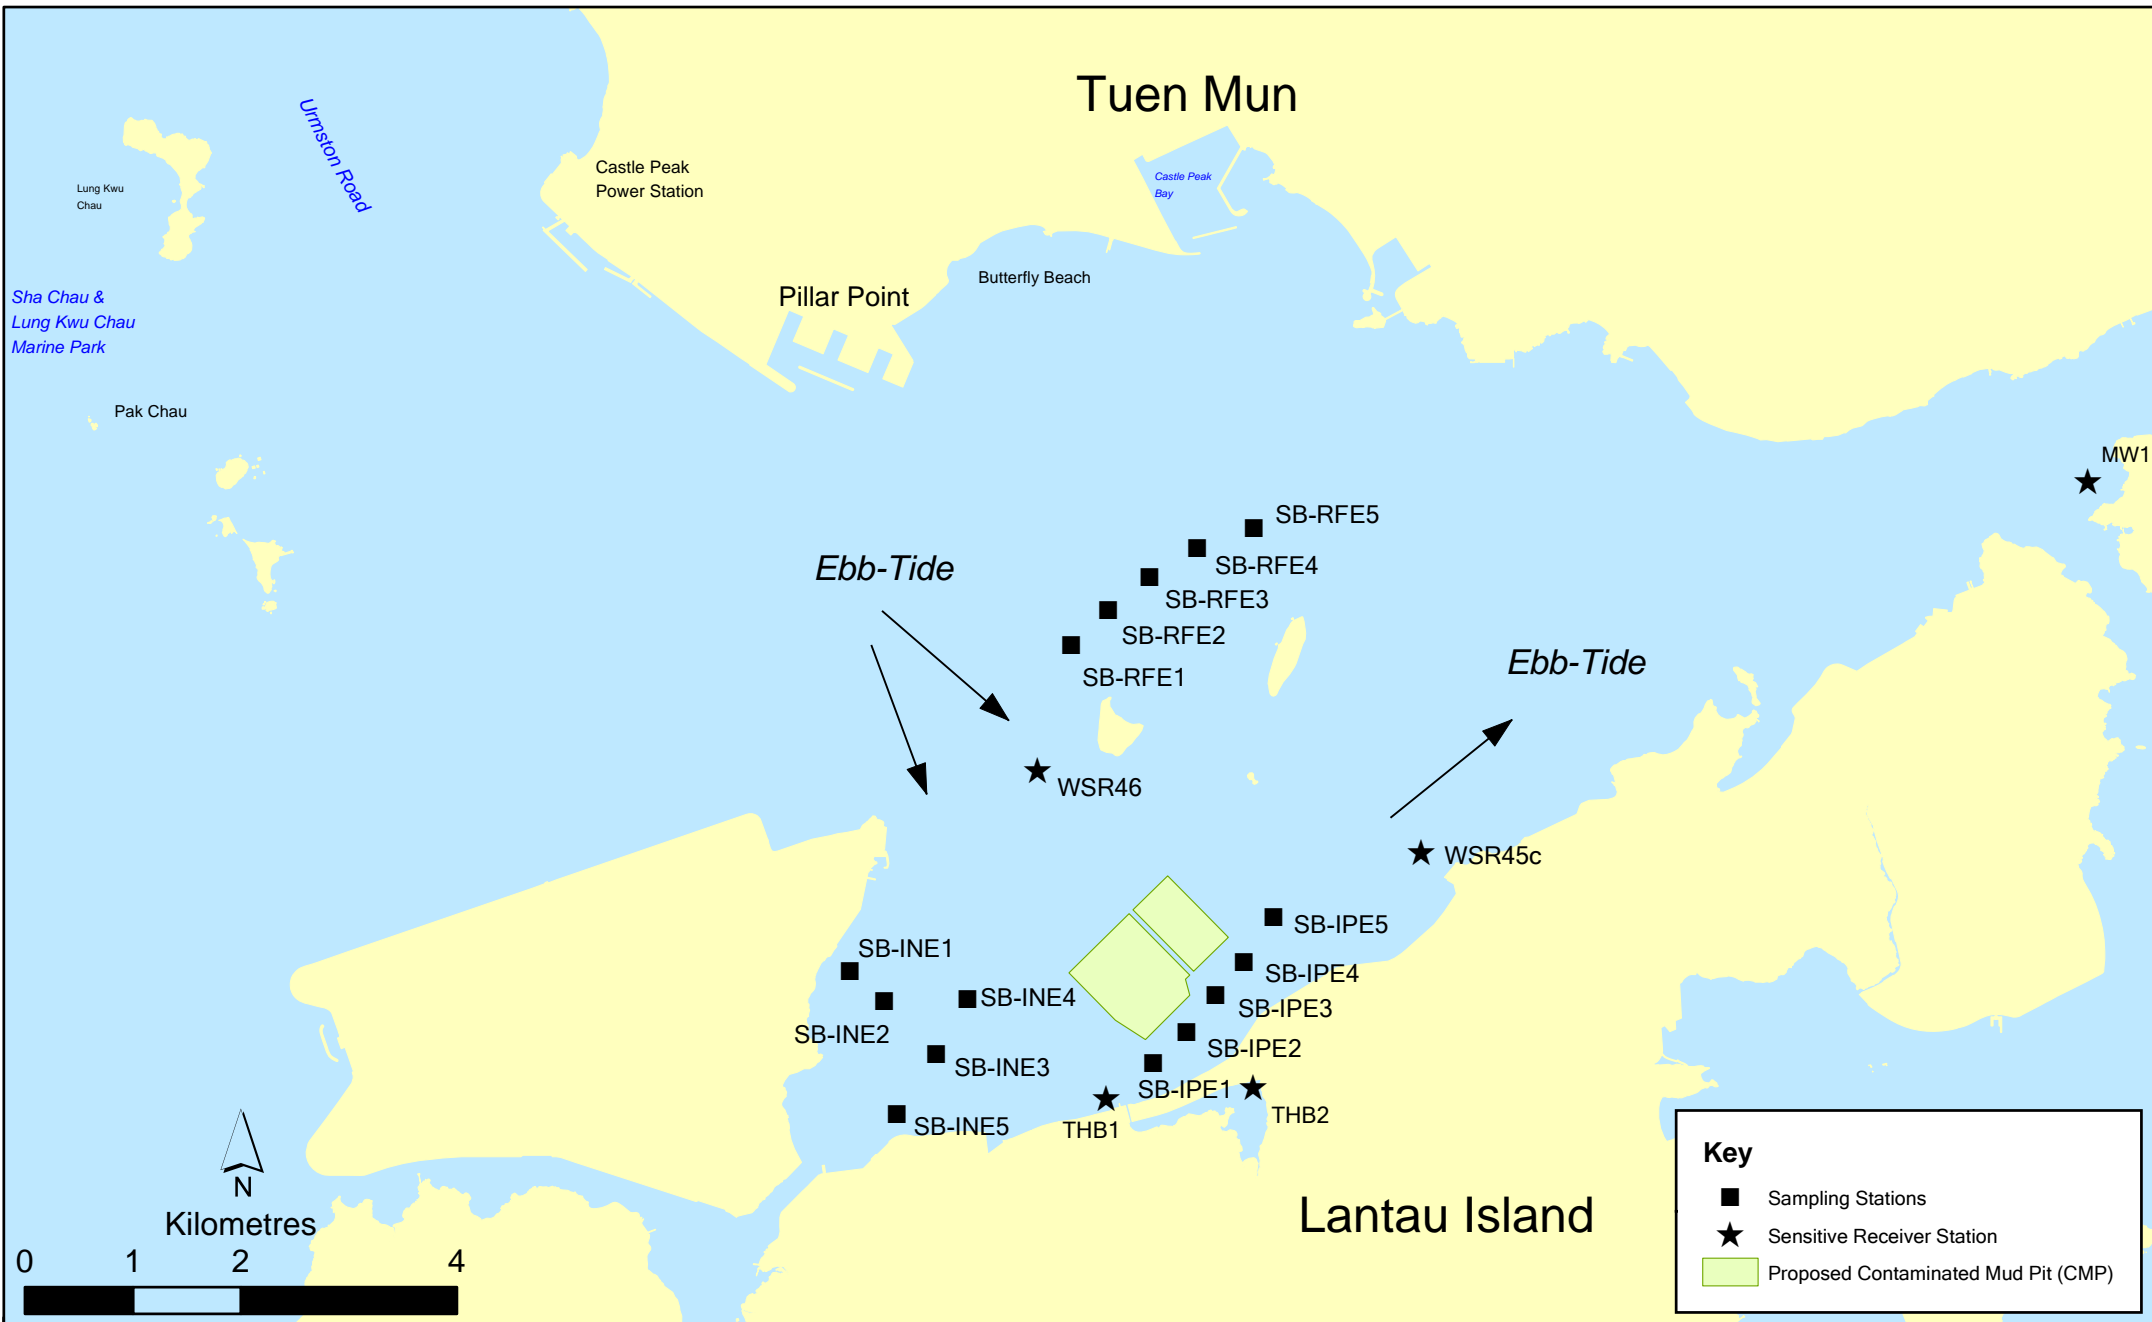 Tuen Mun
Urmston Road
Castle Peak
Power Station
Castle Peak
Bay
Lung Kwu
Chau
Butterfly Beach
Pillar Point
Sha Chau &
Lung Kwu Chau
Marine Park
Pak Chau
MW1
SB-RFE5
Ebb-Tide
SB-RFE4
SB-RFE3
SB-RFE2
Ebb-Tide
SB-RFE1
WSR46
WSR45c
SB-IPE5
SB-INE1
SB-IPE4
SB-INE4
SB-IPE3
SB-INE2
SB-IPE2
SB-INE3
SB-IPE1
THB2
SB-INE5
THB1
Lantau Island
N
Kilometres
0 1 2 4
Key
Sampling Stations
Sensitive Receiver Station
Proposed Contaminated Mud Pit (CMP)